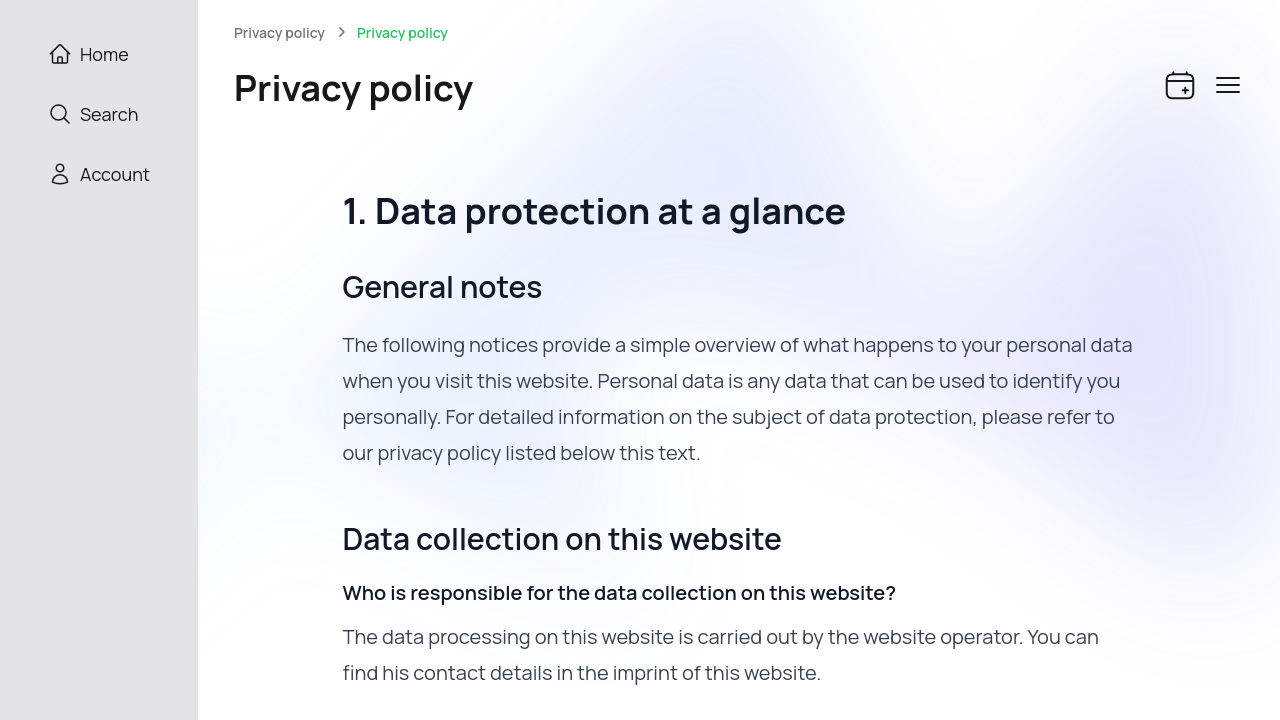 Home
Search
Account
Privacy policy > Privacy policy
Privacy policy
1. Data protection at a glance
General notes
The following notices provide a simple overview of what happens to your personal data
when you visit this website. Personal data is any data that can be used to identify you
personally. For detailed information on the subject of data protection, please refer to
our privacy policy listed below this text.
Data collection on this website
Who is responsible for the data collection on this website?
The data processing on this website is carried out by the website operator. You can
find his contact details in the imprint of this website.